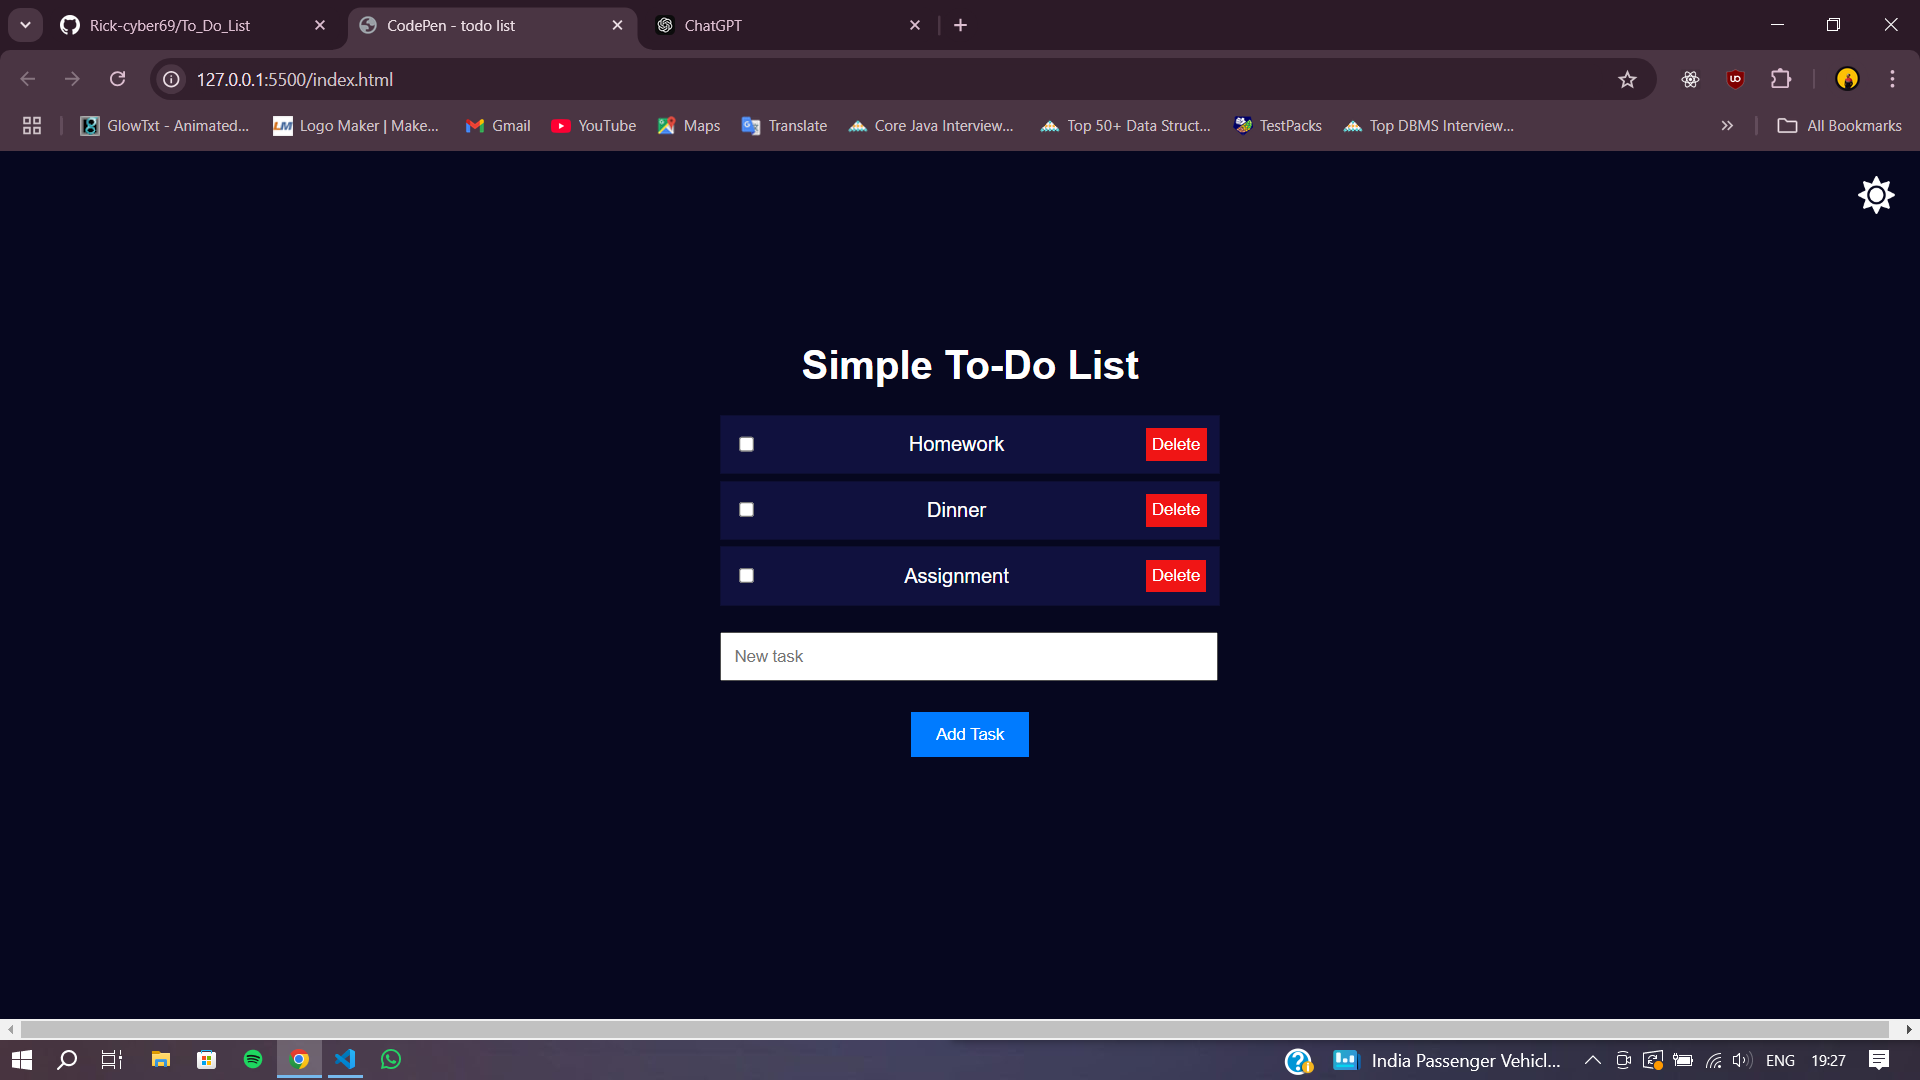 Rick-cyber69/To_Do_List
CodePen - todo list
ChatGPT
127.0.0.1:5500/index.html
GlowTxt - Animated...
LM Logo Maker | Make...
Gmail
YouTube
Maps
Translate
Core Java Interview...
Top 50+ Data Struct...
TestPacks
Top DBMS Interview...
All Bookmarks
Simple To-Do List
Homework Delete
Dinner Delete
Assignment Delete
New task
Add Task
India Passenger Vehicl...
ENG
19:27